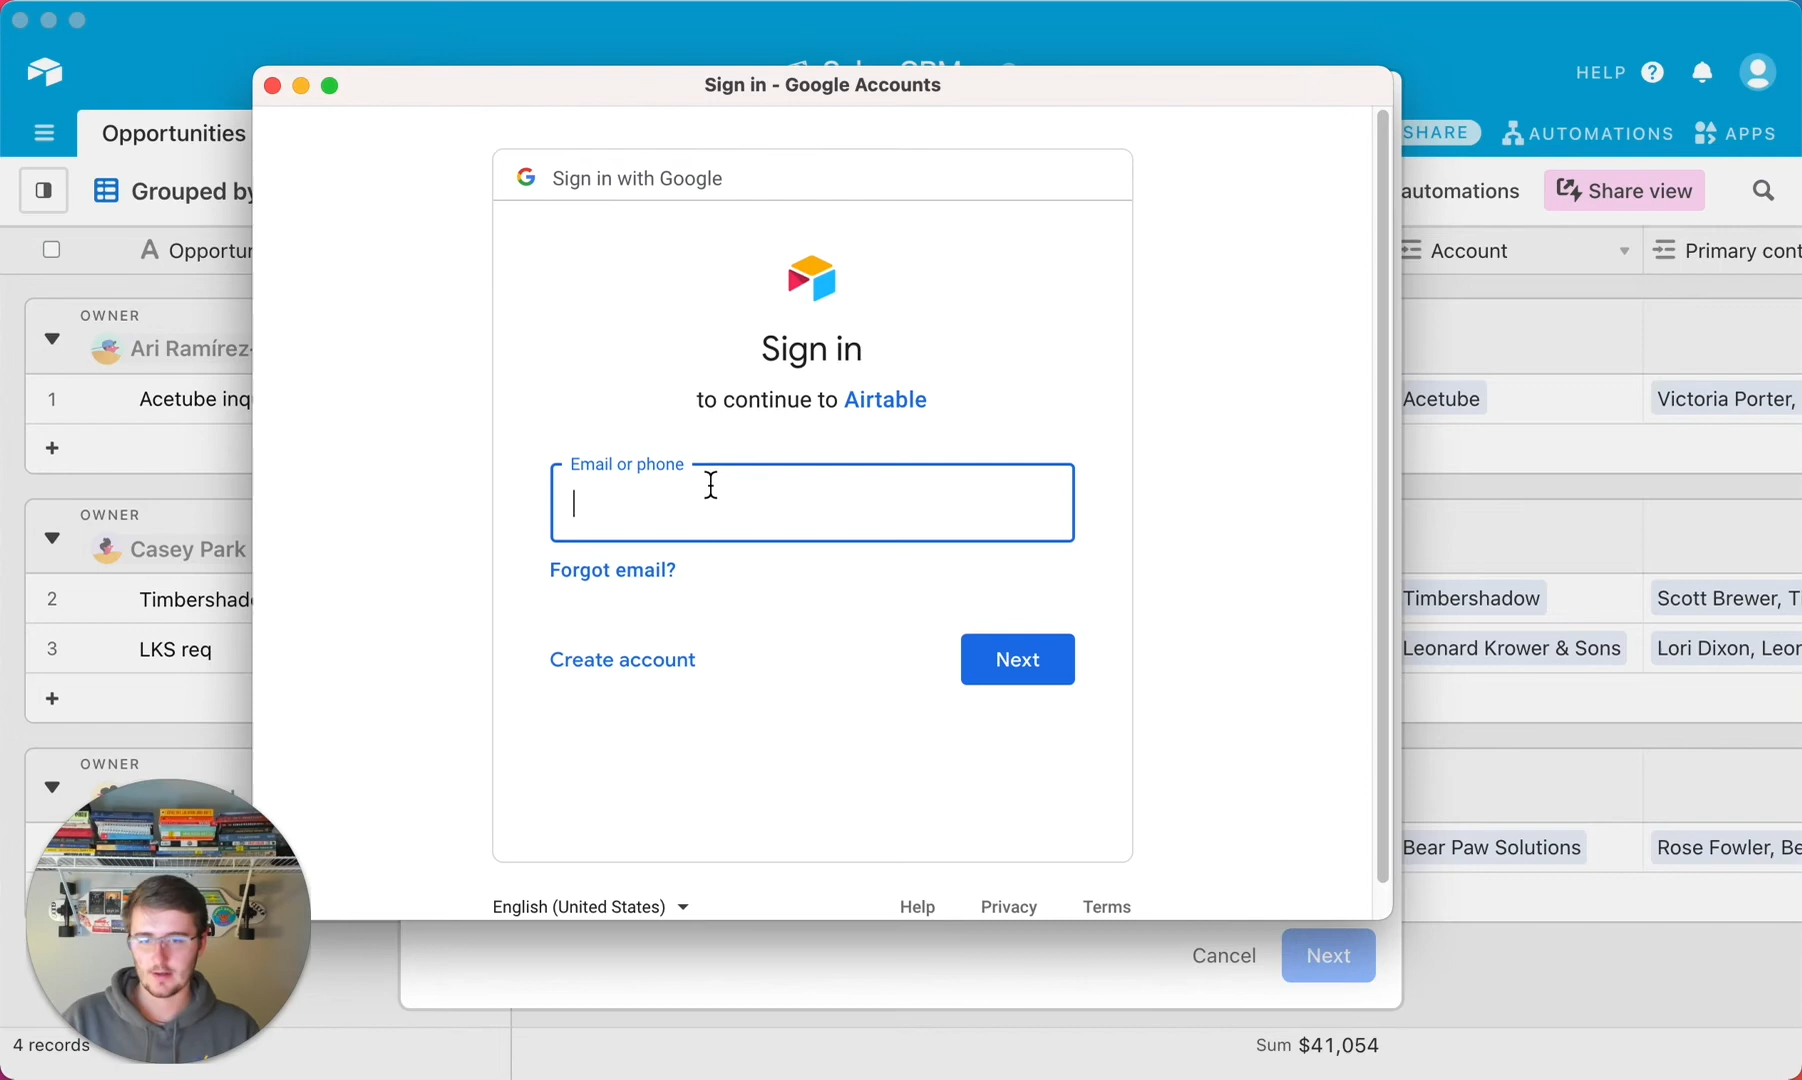 Sign in - Google Accounts
HELP
Opportunities
SHARE
AUTOMATIONS
APPS
Grouped by
automations
Share view
Sign in with Google
Opportun
Account
Primary cont
Sign in
to continue to Airtable
Email or phone
Forgot email?
Create account
Next
English (United States)
Help
Privacy
Terms
OWNER
Ari Ramírez-
1
Acetube inq
Acetube
Victoria Porter,
OWNER
Casey Park
2
Timbershado
Timbershadow
Scott Brewer, T
3
LKS req
Leonard Krower & Sons
Lori Dixon, Leon
OWNER
Bear Paw Solutions
Rose Fowler, Be
Cancel
Next
4 records
Sum $41,054